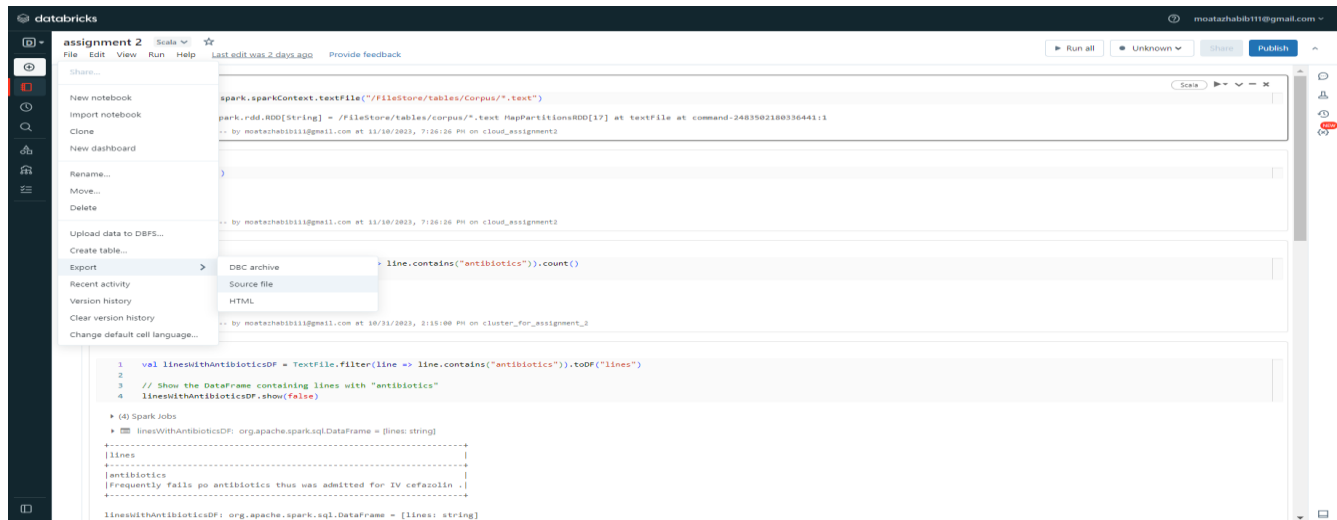 databricks
moatazhabib111@gmail.com
assignment 2 Scala
File Edit View Run Help Last edit was 2 days ago Provide feedback
Run all Unknown Share Publish
Share...
New notebook
Import notebook
Clone
New dashboard
Rename...
Move...
Delete
Upload data to DBFS...
Create table...
Export >
Recent activity
Version history
Clear version history
Change default cell language...
DBC archive
Source file
HTML
Scala
NEW
spark.sparkContext.textFile("/FileStore/tables/Corpus/*.text")
park.rdd.RDD[String] = /FileStore/tables/corpus/*.text MapPartitionsRDD[17] at textFile at command-2483502180336441:1
-- by moatazhabib111@gmail.com at 11/10/2023, 7:26:26 PM on cloud_assignment2
)
-- by moatazhabib111@gmail.com at 11/10/2023, 7:26:26 PM on cloud_assignment2
> line.contains("antibiotics")).count()
-- by moatazhabib111@gmail.com at 10/31/2023, 2:15:08 PM on cluster_for_assignment_2
1 val linesWithAntibioticsDF = TextFile.filter(line => line.contains("antibiotics")).toDF("lines")
2
3 // Show the DataFrame containing lines with "antibiotics"
4 linesWithAntibioticsDF.show(false)
(4) Spark Jobs
linesWithAntibioticsDF: org.apache.spark.sql.DataFrame = [lines: string]
|lines |
|antibiotics |
|Frequently fails po antibiotics thus was admitted for IV cefazolin .|
linesWithAntibioticsDF: org.apache.spark.sql.DataFrame = [lines: string]